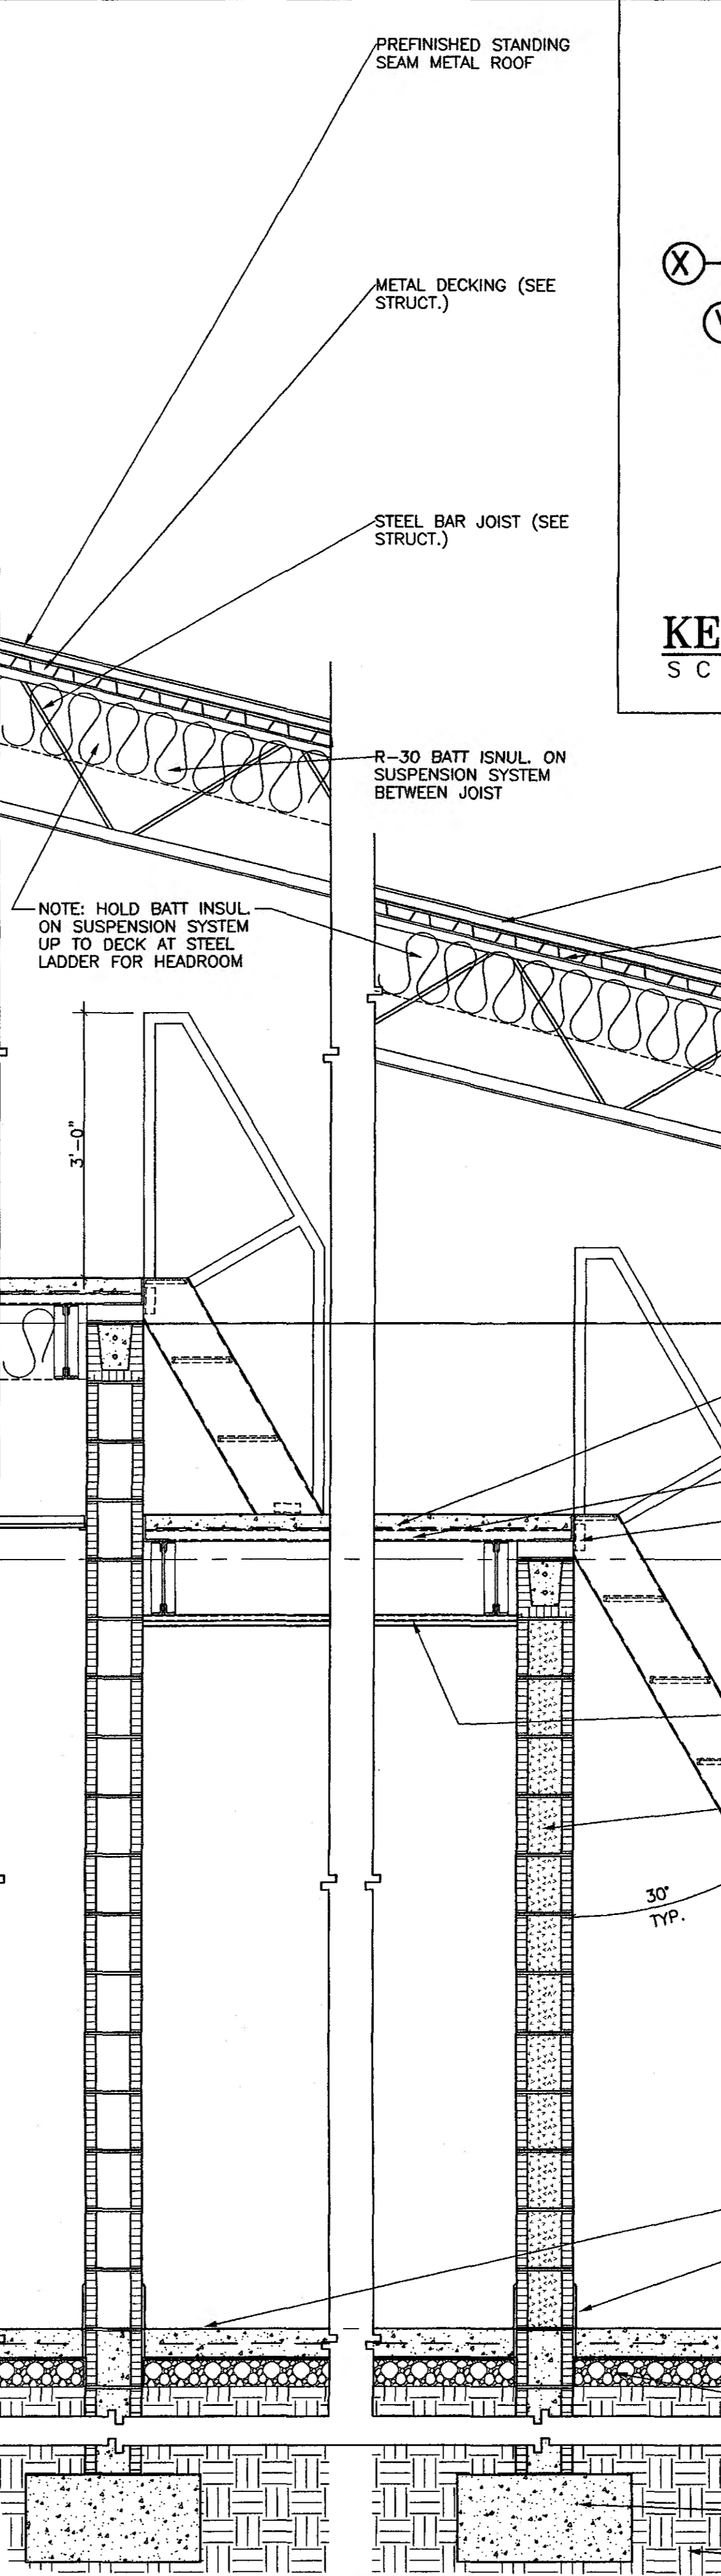 PREFINISHED STANDING
SEAM METAL ROOF
X
METAL DECKING (SEE
STRUCT.)
STEEL BAR JOIST (SEE
STRUCT.)
KE
SC
R-30 BATT ISNUL. ON
SUSPENSION SYSTEM
BETWEEN JOIST
NOTE: HOLD BATT INSUL.
ON SUSPENSION SYSTEM
UP TO DECK AT STEEL
LADDER FOR HEADROOM
3'-0"
30°
TYP.